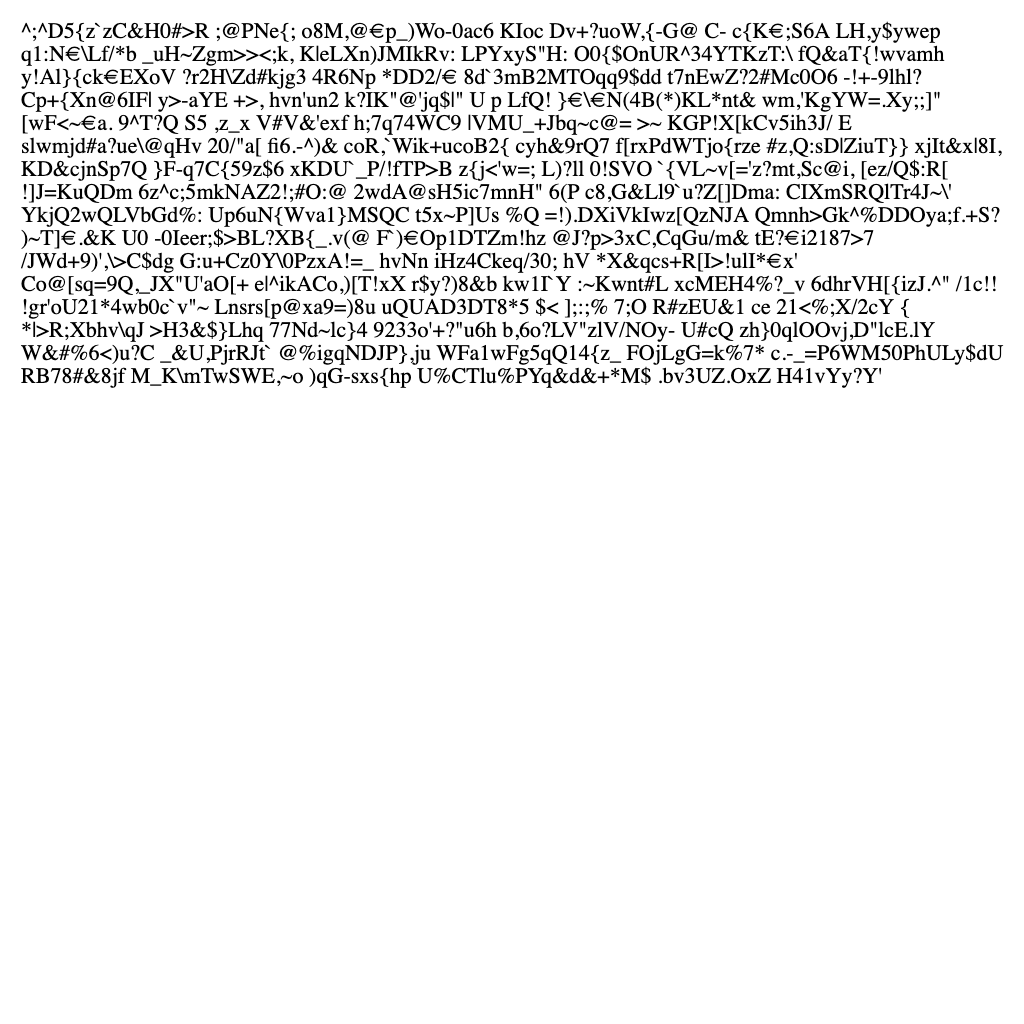 ^;^D5{z`zC&H0#>R ;@PNe{; o8M,@€p_)Wo-0ac6 KIoc Dv+?uoW,{-G@ C- c{K€;S6A LH,y$ywep
q1:N€\Lf/*b _uH~Zgm>><;k, K|eLXn)JMIkRv: LPYxyS"H: O0{$OnUR^34YTKzT:\ fQ&aT{!wvamh
y!Al}{ck€EXoV ?r2H\Zd#kjg3 4R6Np *DD2/€ 8d`3mB2MTOqq9$dd t7nEwZ?2#Mc0O6 -!+-9lhl?
Cp+{Xn@6IF| y>-aYE +>, hvn'un2 k?IK"@'jq$|" U p LfQ! }€\€N(4B(*)KL*nt& wm,'KgYW=.Xy;;]"
[wF<~€a. 9^T?Q S5 ,z_x V#V&'exf h;7q74WC9 |VMU_+Jbq~c@= >~ KGP!X[kCv5ih3J/ E
slwmjd#a?ue\@qHv 20/"a[ fi6.-^)& coR,`Wik+ucoB2{ cyh&9rQ7 f[rxPdWTjo{rze #z,Q:sD|ZiuT}} xjIt&x|8I,
KD&cjnSp7Q }F-q7C{59z$6 xKDU`_P/!fTP>B z{j<'w=; L)?ll 0!SVO `{VL~v[='z?mt,Sc@i, [ez/Q$:R[
!]J=KuQDm 6z^c;5mkNAZ2!;#O:@ 2wdA@sH5ic7mnH" 6(P c8,G&Ll9`u?Z[]Dma: CIXmSRQlTr4J~\'
YkjQ2wQLVbGd%: Up6uN{Wva1}MSQC t5x~P]Us %Q =!).DXiVkIwz[QzNJA Qmnh>Gk^%DDOya;f.+S?
)~T]€.&K U0 -0Ieer;$>BL?XB{_.v(@ F`)€Op1DTZm!hz @J?p>3xC,CqGu/m& tE?€i2187>7
/JWd+9)',\>C$dg G:u+Cz0Y\0PzxA!=_ hvNn iHz4Ckeq/30; hV *X&qcs+R[I>!ulI*€x'
Co@[sq=9Q,_JX"U'aO[+ e|^ikACo,)[T!xX r$y?)8&b kw1f`Y :~Kwnt#L xcMEH4%?_v 6dhrVH[{izJ.^" /1c!!
!gr'oU21*4wb0c`v"~ Lnsrs[p@xa9=)8u uQUAD3DT8*5 $< ];:;% 7;O R#zEU&1 ce 21<%;X/2cY {
*|>R;Xbhv\qJ >H3&$}Lhq 77Nd~lc}4 9233o'+?"u6h b,6o?LV"zlV/NOy- U#cQ zh}0qlOOvj,D"lcE.lY
W&#%6<)u?C _&U,PjrRJt` @%igqNDJP},ju WFa1wFg5qQ14{z_ FOjLgG=k%7* c.-_=P6WM50PhULy$dU
RB78#&8jf M_K\mTwSWE,~o )qG-sxs{hp U%CTlu%PYq&d&+*M$ .bv3UZ.OxZ H41vYy?Y'